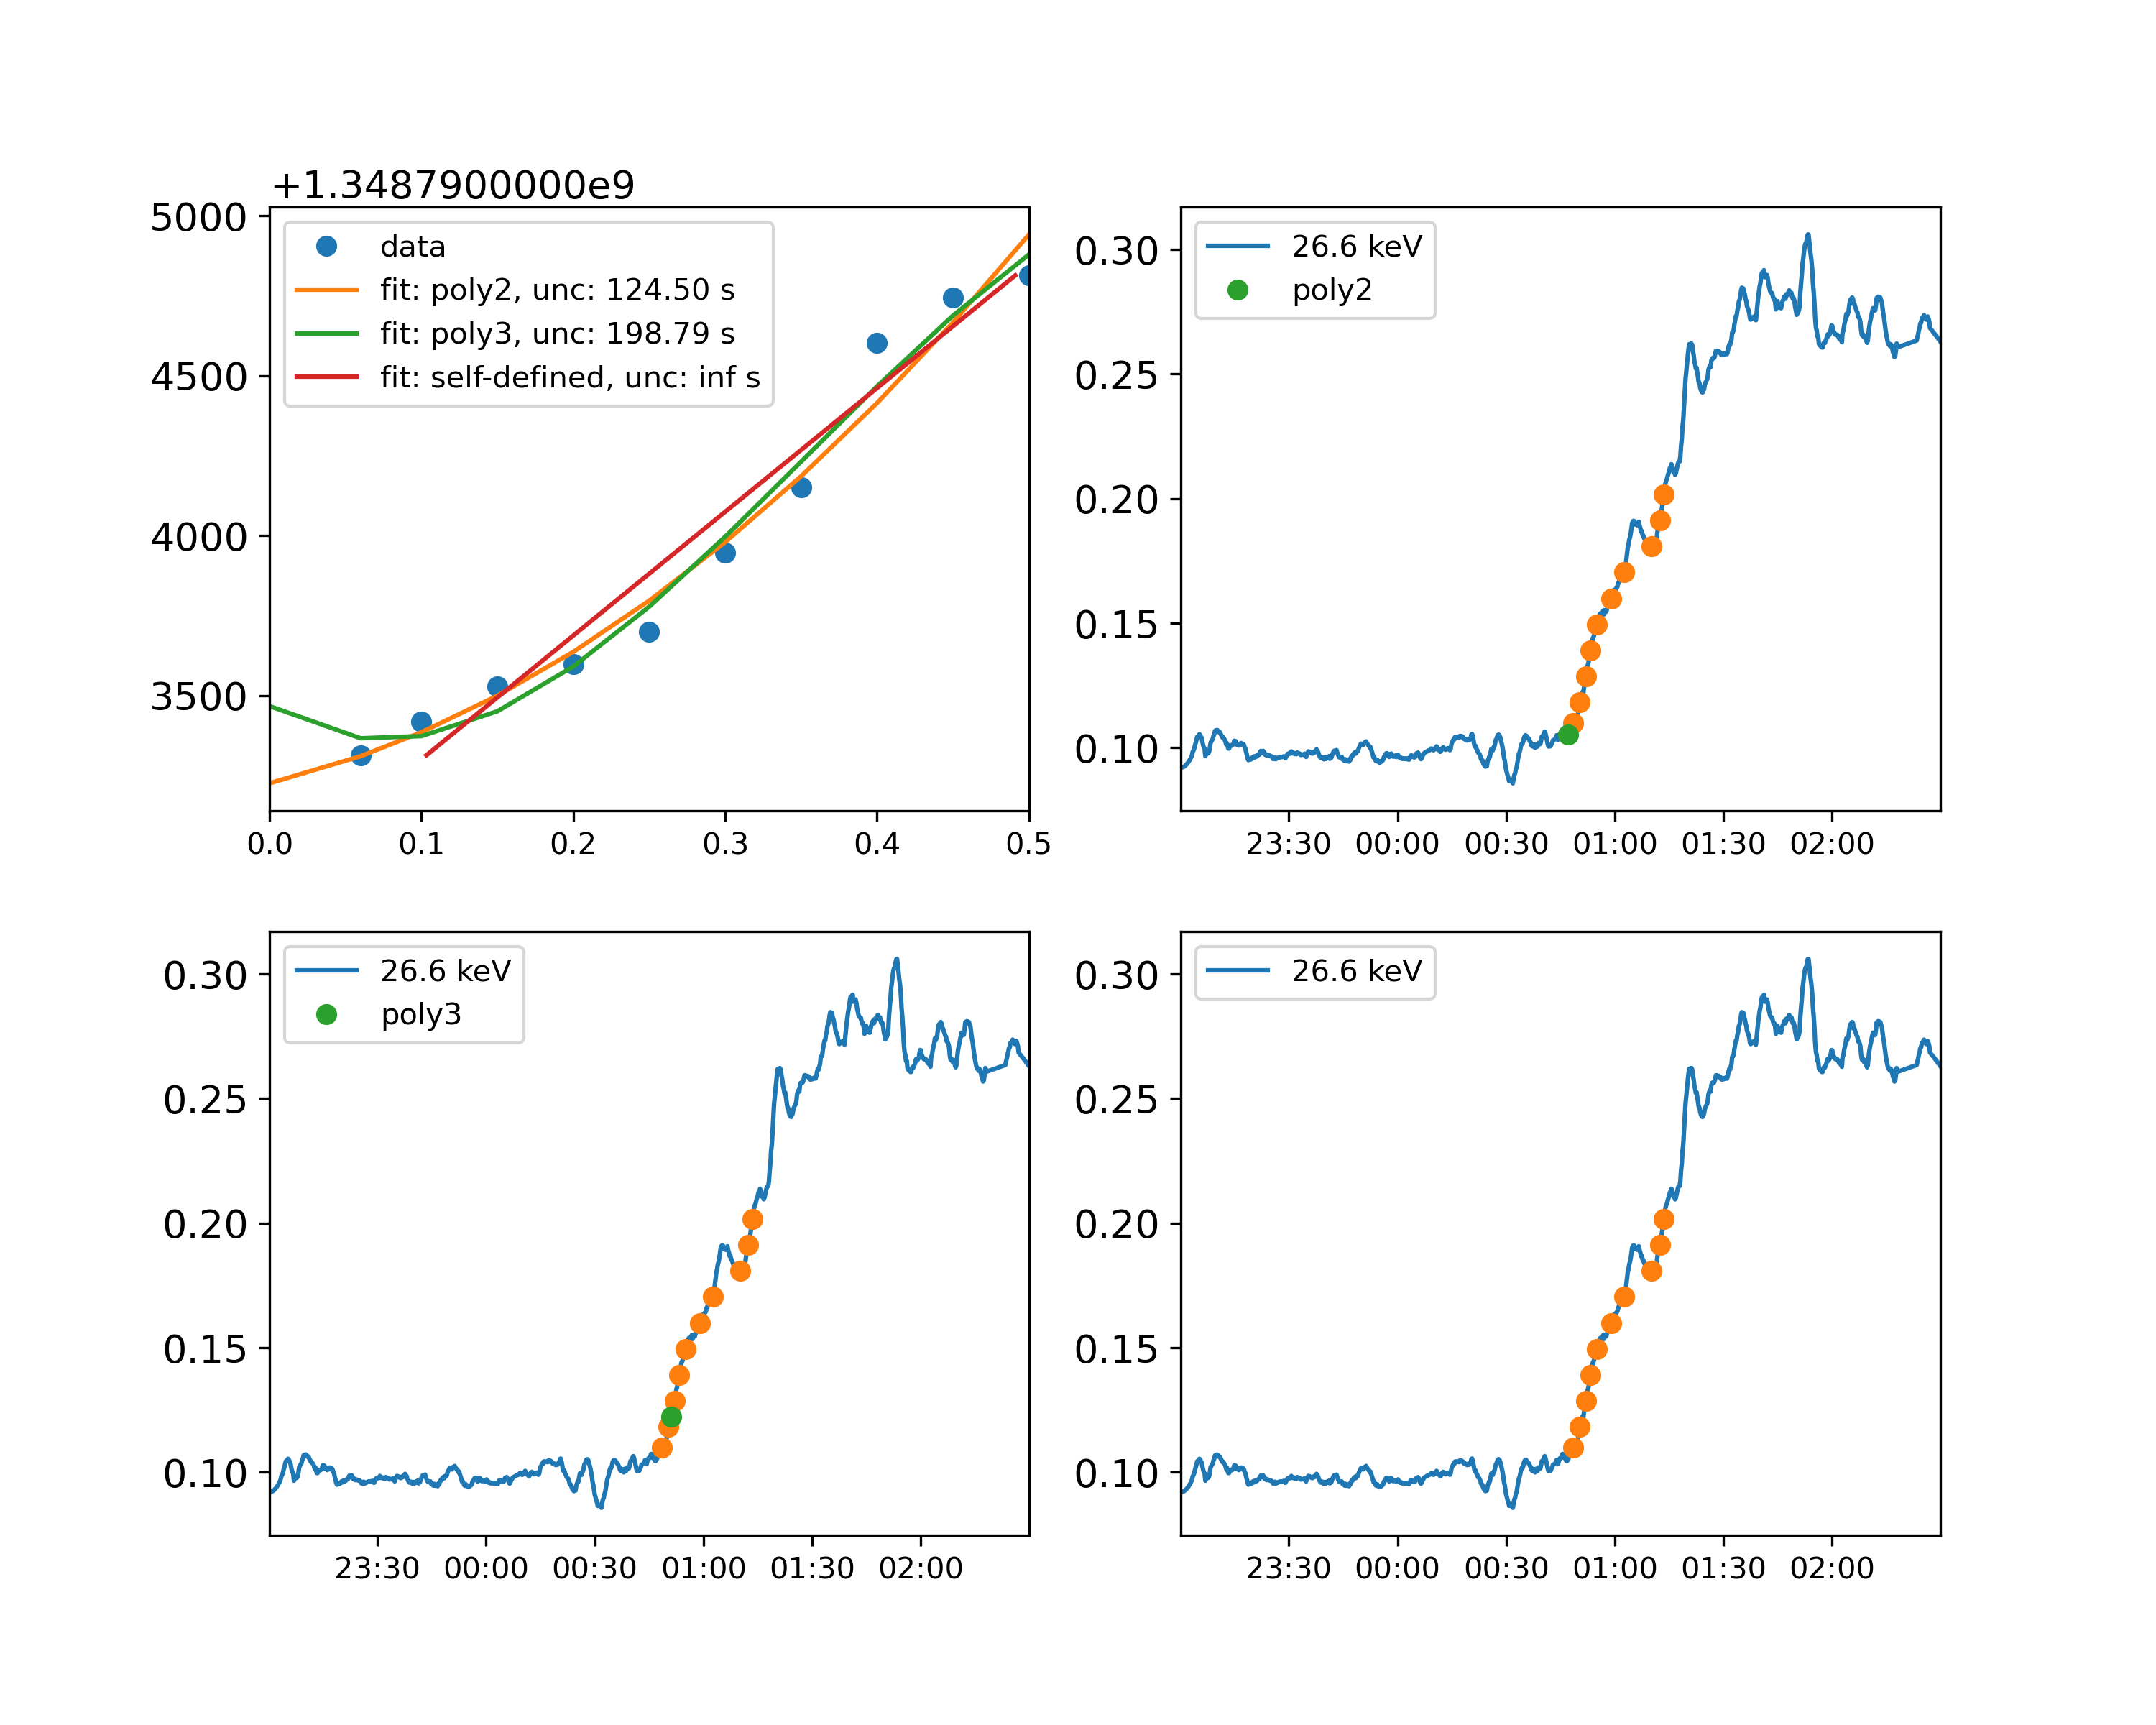 +1.3487900000e9
5000
4500
4000
3500
data
fit: poly2, unc: 124.50 s
fit: poly3, unc: 198.79 s
fit: self-defined, unc: inf s
0.0 0.1 0.2 0.3 0.4 0.5
0.30
0.25
0.20
0.15
0.10
26.6 keV
poly2
23:30 00:00 00:30 01:00 01:30 02:00
0.30
0.25
0.20
0.15
0.10
26.6 keV
poly3
23:30 00:00 00:30 01:00 01:30 02:00
0.30
0.25
0.20
0.15
0.10
26.6 keV
23:30 00:00 00:30 01:00 01:30 02:00